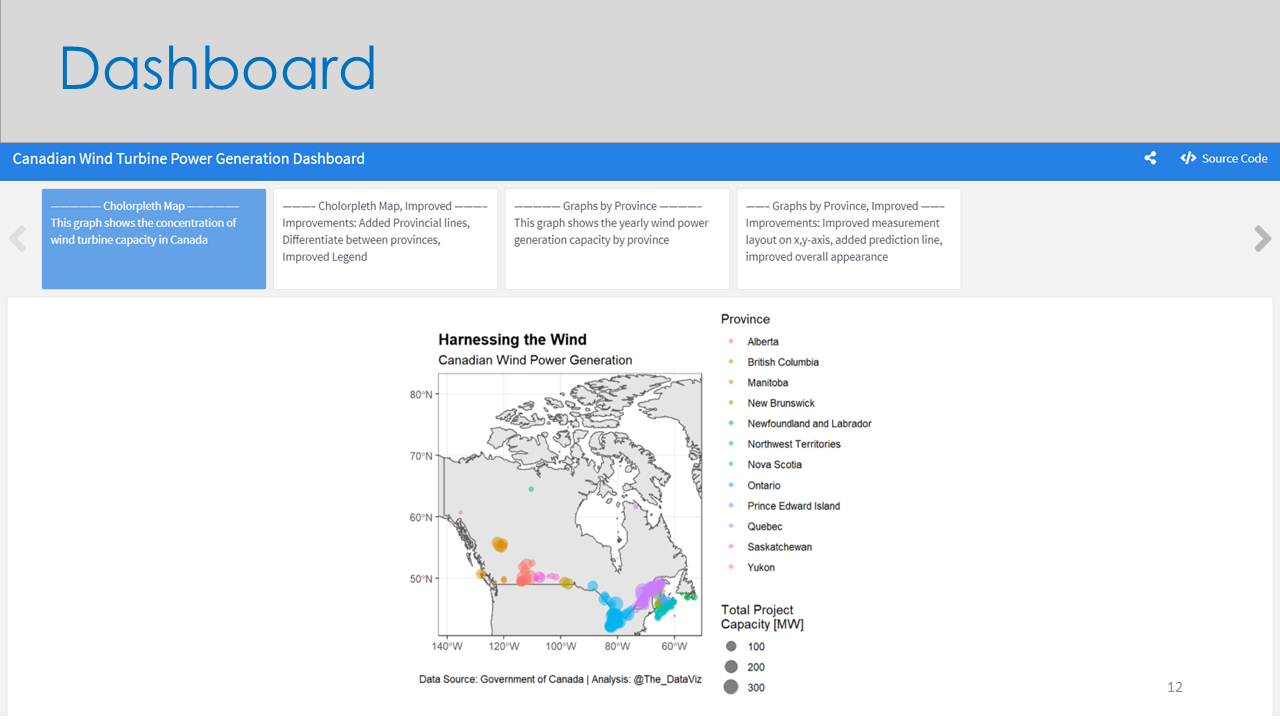 Dashboard
Canadian Wind Turbine Power Generation Dashboard
Source Code
—————– Cholorpleth Map —————–
This graph shows the concentration of
wind turbine capacity in Canada
———– Cholorpleth Map, Improved ———–
Improvements: Added Provincial lines,
Differentiate between provinces,
Improved Legend
————— Graphs by Province ————–
This graph shows the yearly wind power
generation capacity by province
——– Graphs by Province, Improved ——–
Improvements: Improved measurement
layout on x,y-axis, added prediction line,
improved overall appearance
Harnessing the Wind
Canadian Wind Power Generation
80°N
70°N
60°N
50°N
140°W 120°W 100°W 80°W 60°W
Data Source: Government of Canada | Analysis: @The_DataViz
Province
Alberta
British Columbia
Manitoba
New Brunswick
Newfoundland and Labrador
Northwest Territories
Nova Scotia
Ontario
Prince Edward Island
Quebec
Saskatchewan
Yukon
Total Project
Capacity [MW]
100
200
300
12